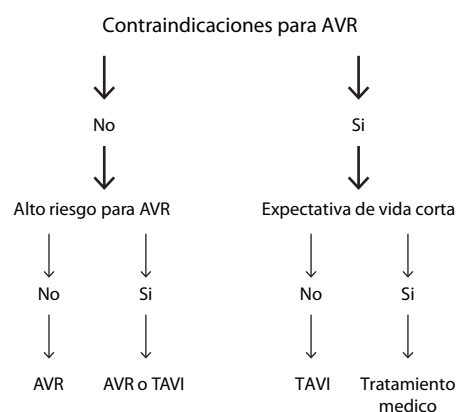 Contraindicaciones para AVR
No
Si
Alto riesgo para AVR
Expectativa de vida corta
No
Si
No
Si
AVR
AVR o TAVI
TAVI
Tratamiento
medico